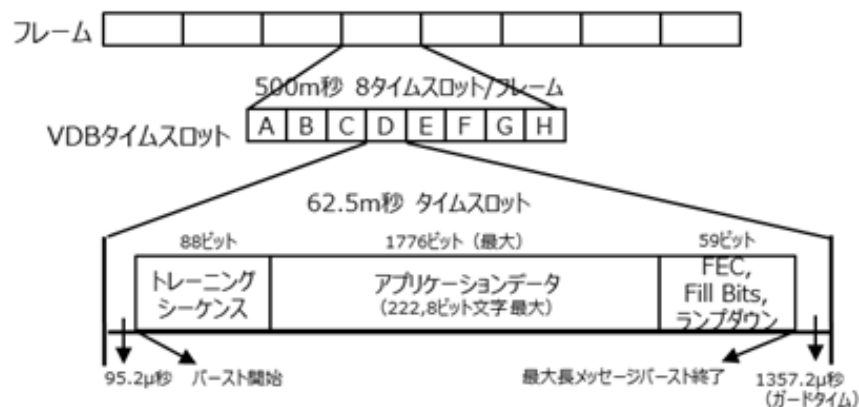 フレーム
500m秒 8タイムスロット/フレーム
VDBタイムスロット A B C D E F G H
62.5m秒 タイムスロット
88ビット 1776ビット（最大） 59ビット
トレーニング
シーケンス
アプリケーションデータ
(222,8ビット文字最大)
FEC,
Fill Bits,
ランプダウン
95.2μ秒 バースト開始 最大長メッセージバースト終了 1357.2μ秒
(ガードタイム)